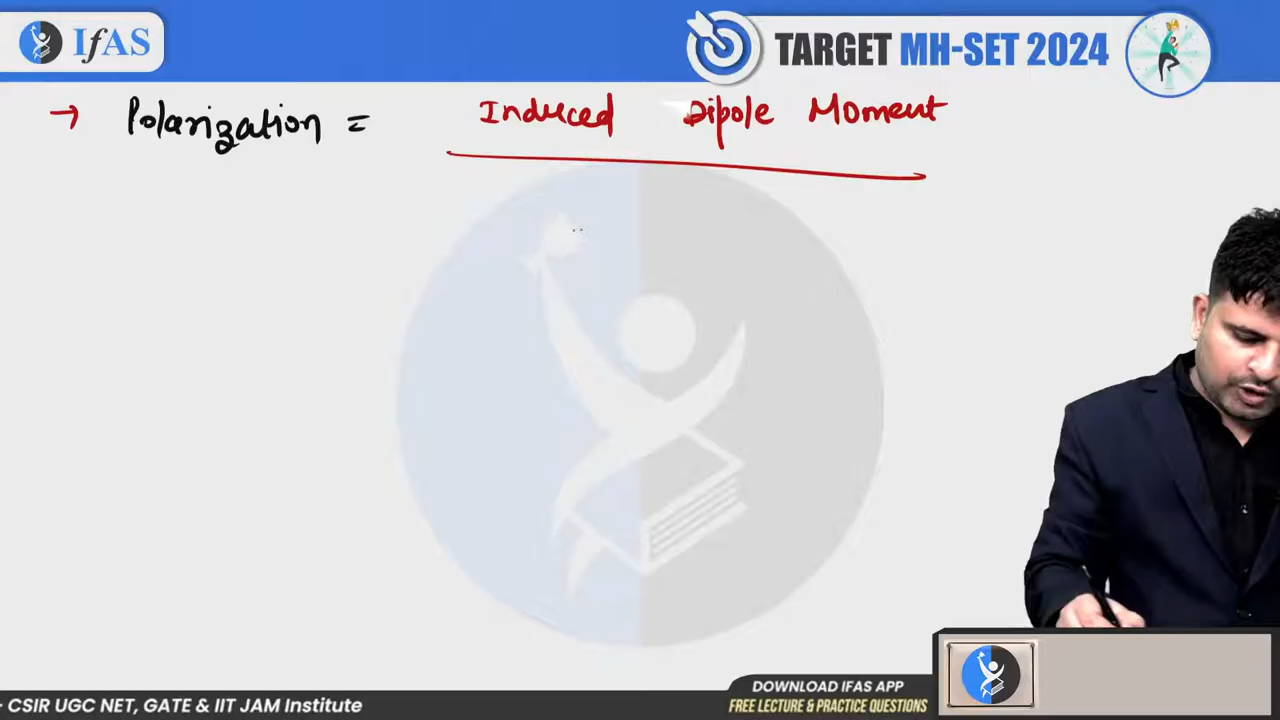 IfAS
TARGET MH-SET 2024
→ Polarization = Induced Dipole Moment
DOWNLOAD IFAS APP
FREE LECTURE & PRACTICE QUESTIONS
- CSIR UGC NET, GATE & IIT JAM Institute